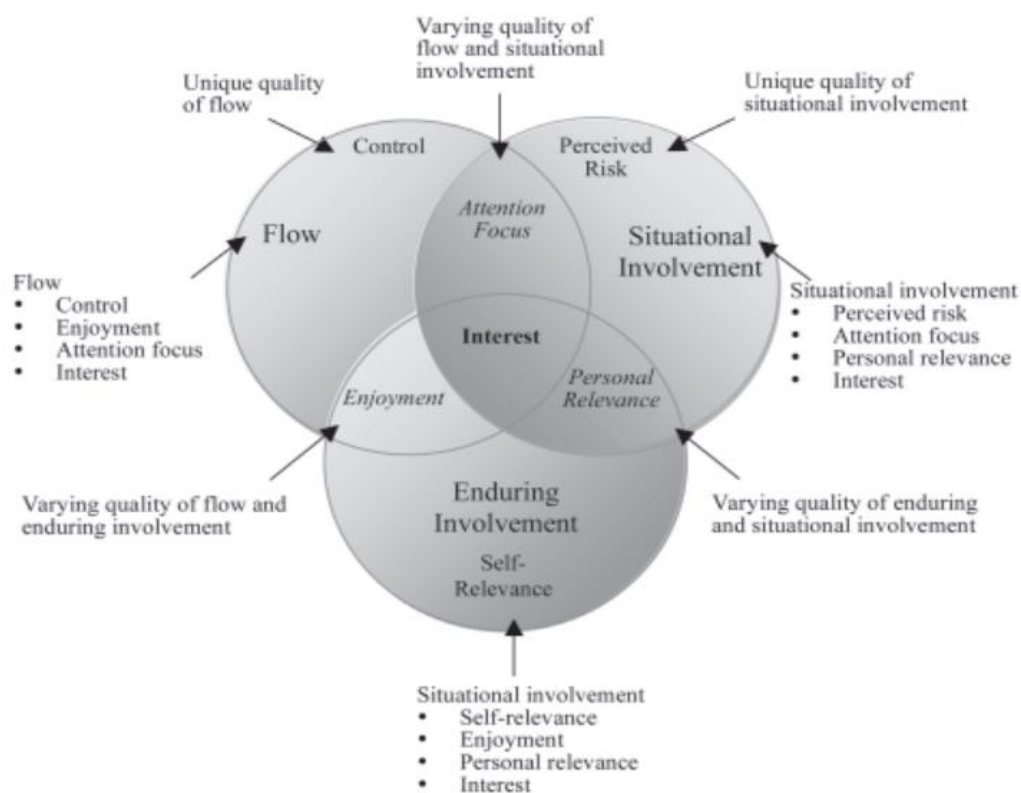 Varying quality of
flow and situational
involvement
Unique quality
of flow
Unique quality of
situational involvement
Control
Perceived
Risk
Attention
Focus
Flow
Situational
Involvement
Flow
• Control
• Enjoyment
• Attention focus
• Interest
Situational involvement
• Perceived risk
• Attention focus
• Personal relevance
• Interest
Interest
Enjoyment
Personal
Relevance
Varying quality of flow and
enduring involvement
Varying quality of enduring
and situational involvement
Enduring
Involvement
Self-
Relevance
Situational involvement
• Self-relevance
• Enjoyment
• Personal relevance
• Interest